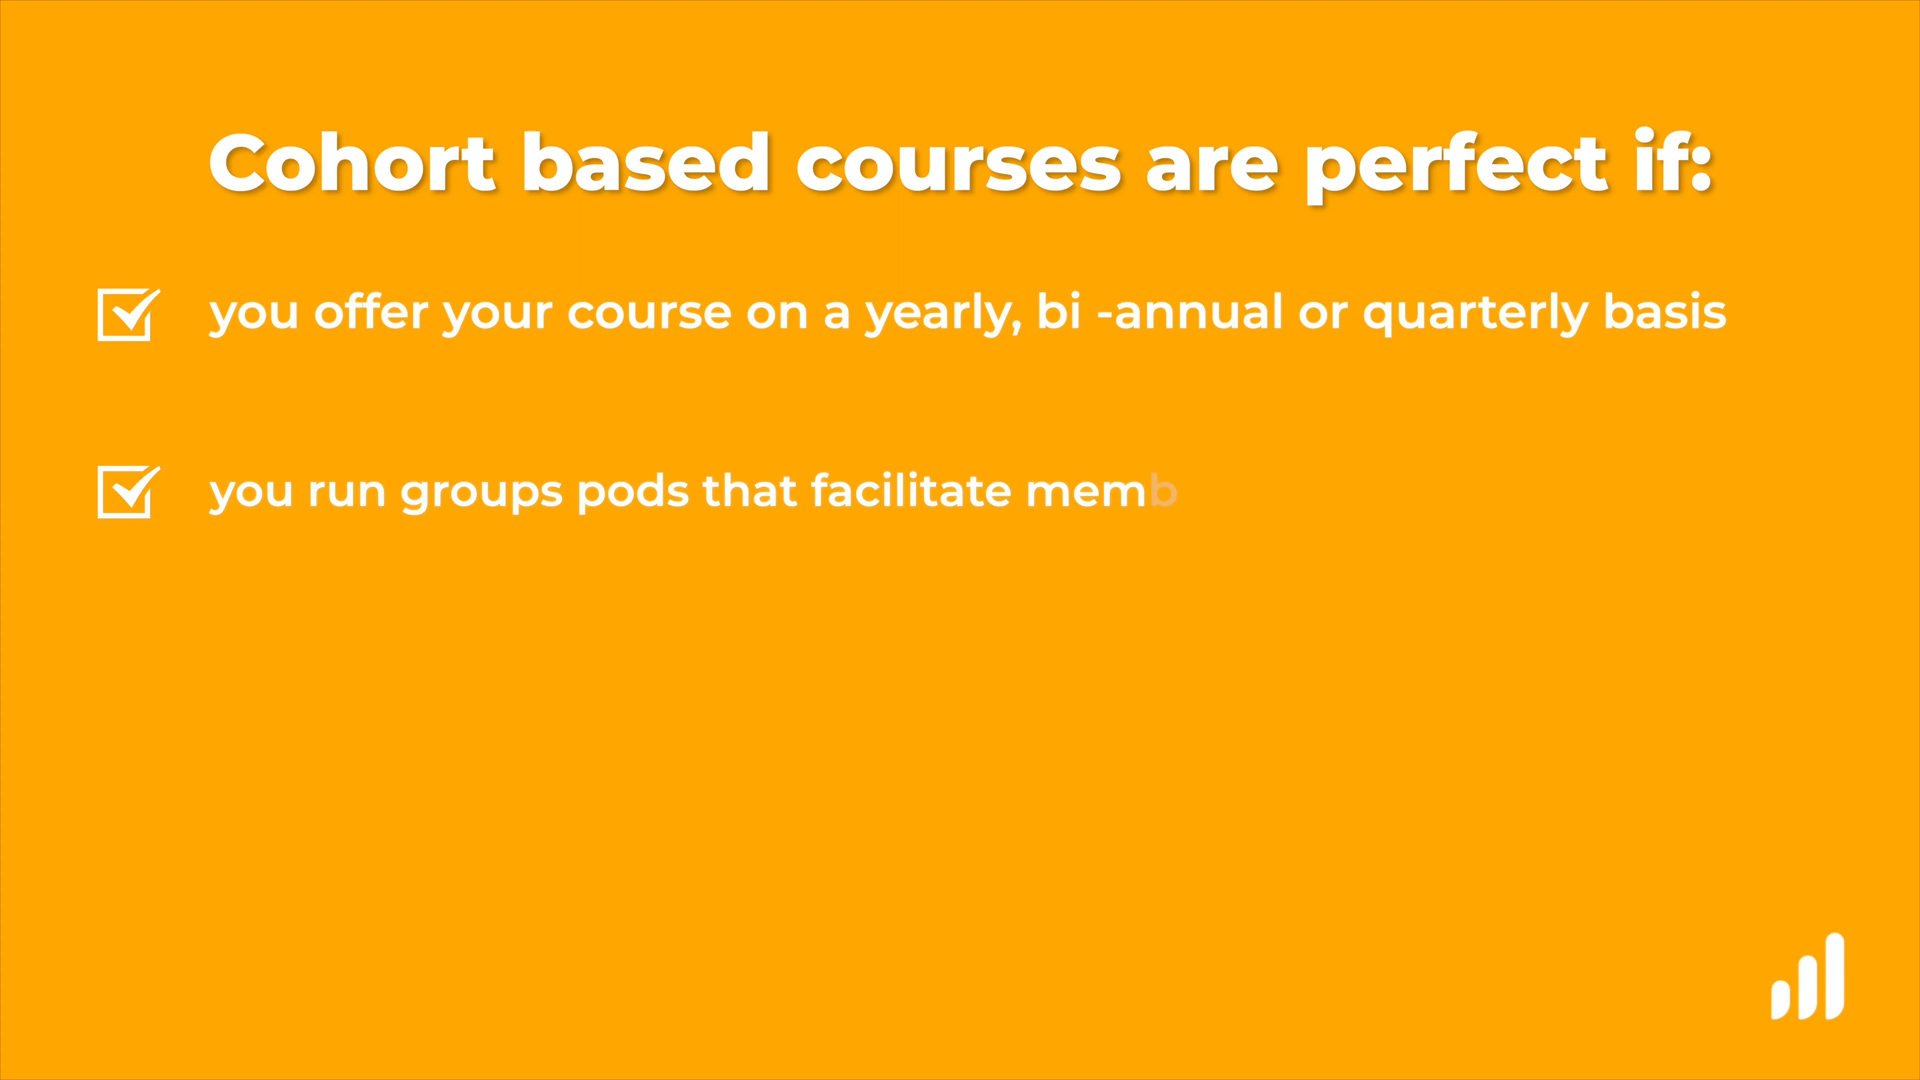 Cohort based courses are perfect if:
you offer your course on a yearly, bi -annual or quarterly basis
you run groups pods that facilitate memb